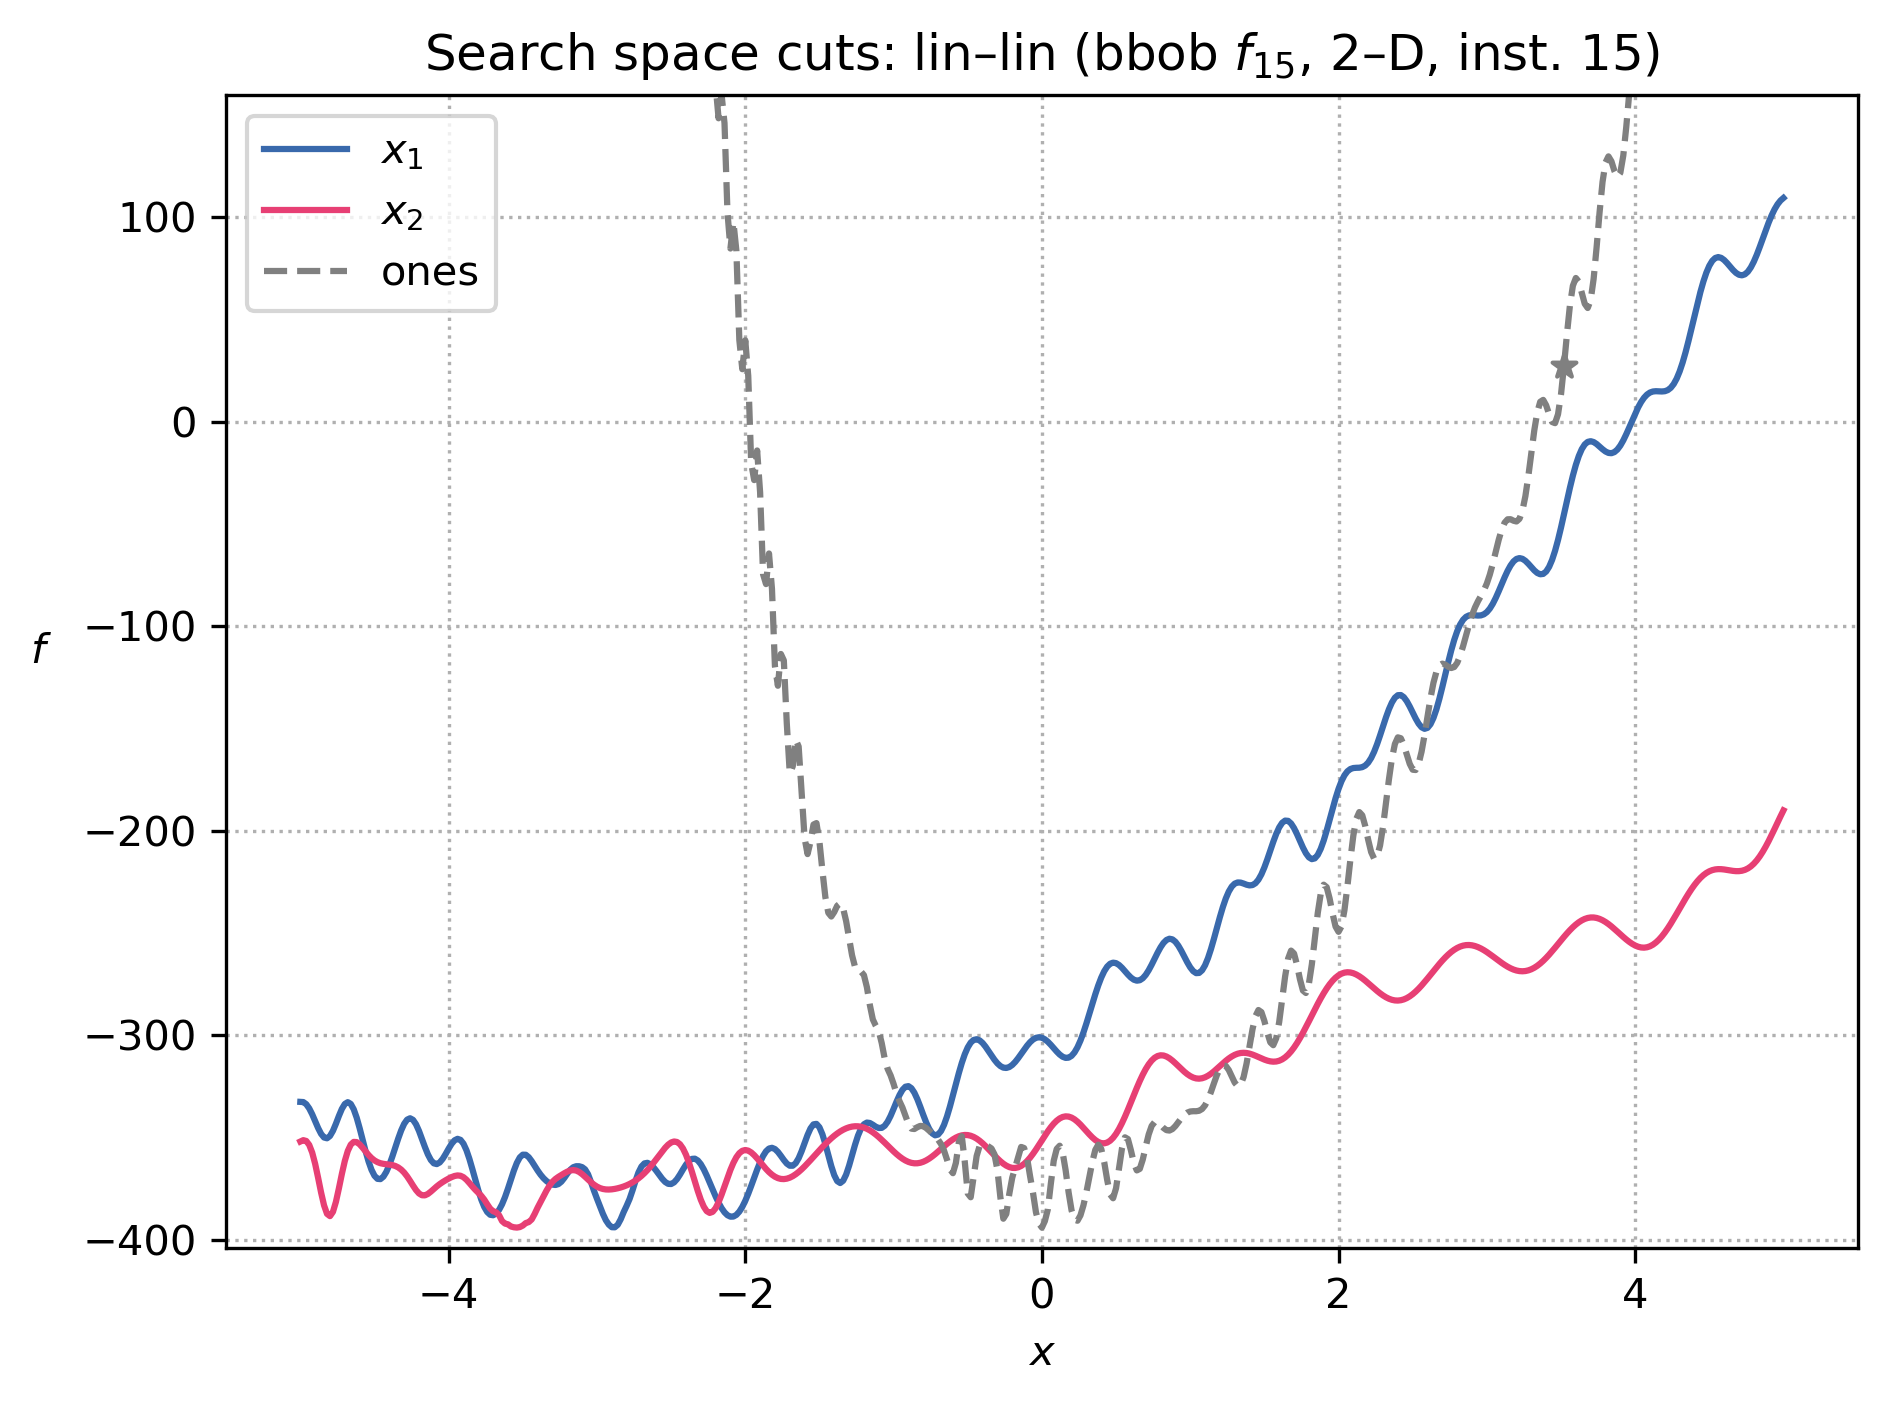 Search space cuts: lin–lin (bbob f₁₅, 2–D, inst. 15)
x₁
x₂
ones
100
0
−100
−200
−300
−400
f
−4
−2
0
2
4
x